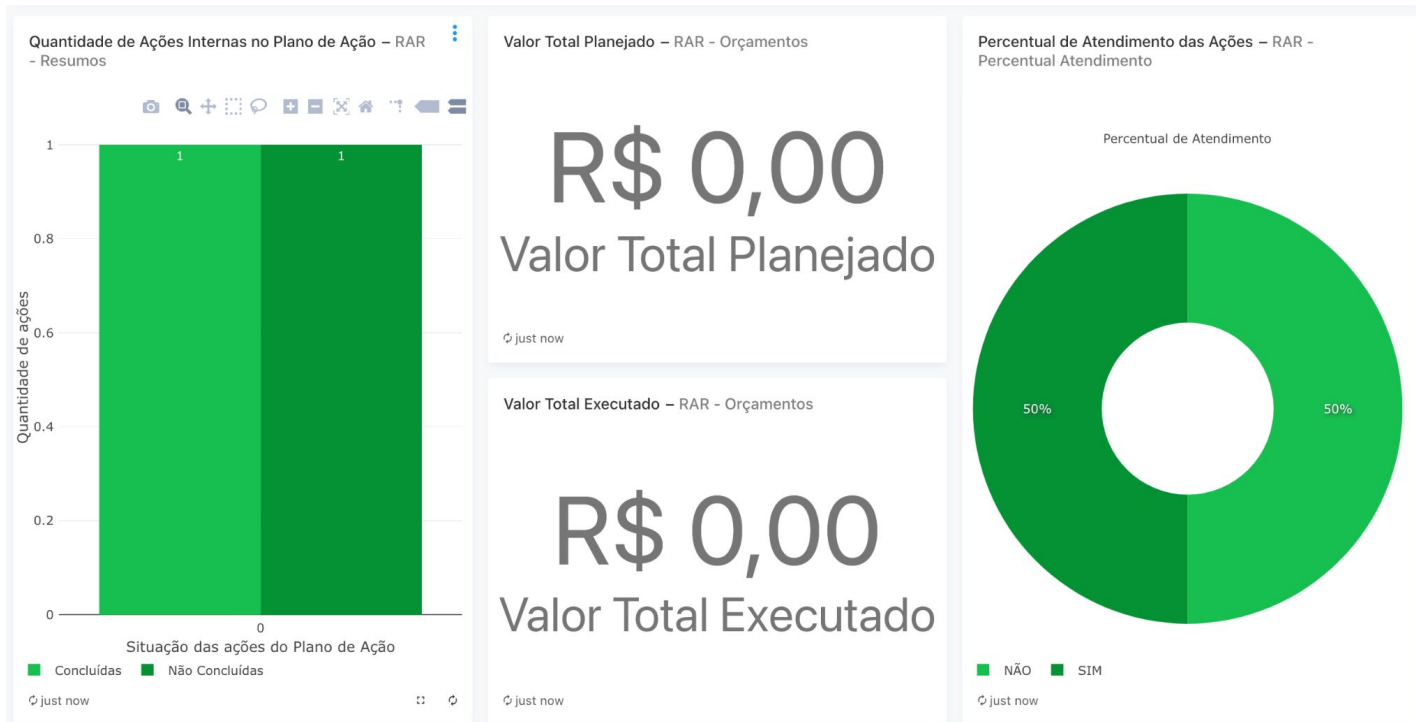 Quantidade de Ações Internas no Plano de Ação – RAR
- Resumos
1
1
1
0.8
0.6
0.4
0.2
0
0
Quantidade de ações
Situação das ações do Plano de Ação
Concluídas Não Concluídas
just now
Valor Total Planejado – RAR - Orçamentos
R$ 0,00
Valor Total Planejado
just now
Valor Total Executado – RAR - Orçamentos
R$ 0,00
Valor Total Executado
just now
Percentual de Atendimento das Ações – RAR -
Percentual Atendimento
Percentual de Atendimento
50%
50%
NÃO SIM
just now